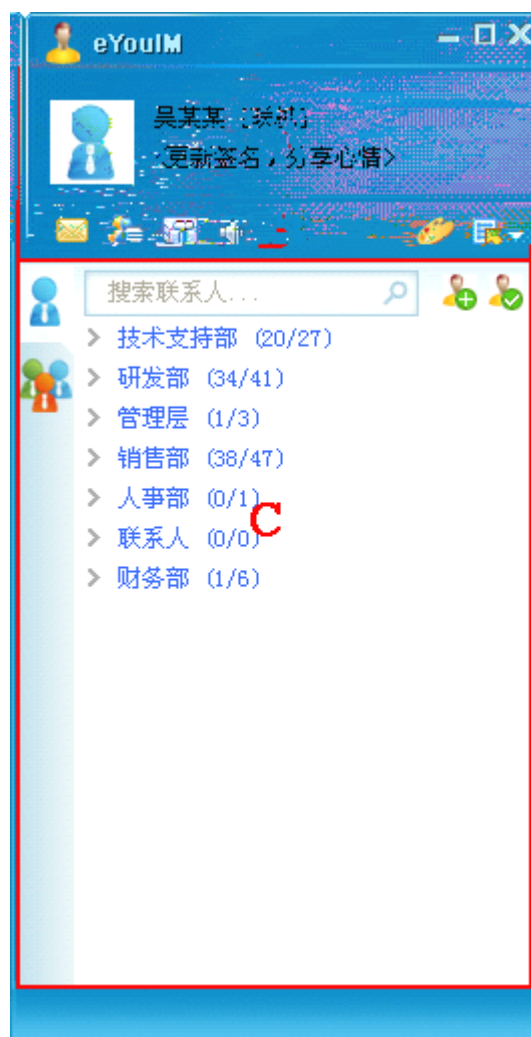 eYouIM
吴某某 [联机]
<更新签名，分享心情>
搜索联系人...
技术支持部 (20/27)
研发部 (34/41)
管理层 (1/3)
销售部 (38/47)
人事部 (0/1)
C
联系人 (0/0)
财务部 (1/6)